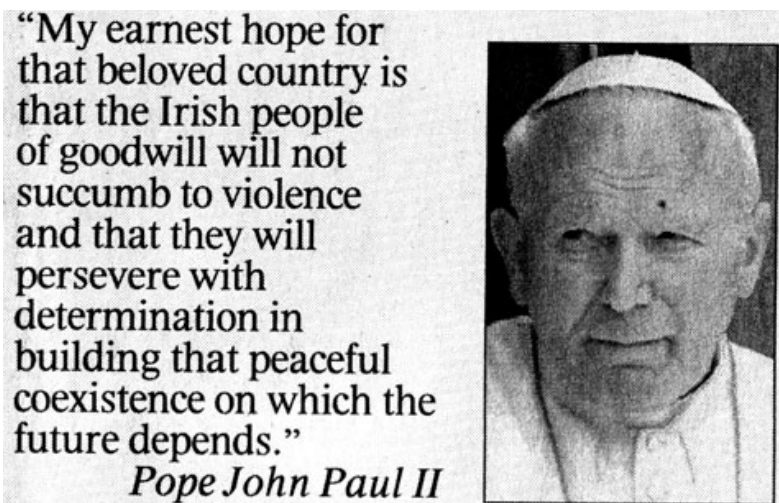 “My earnest hope for
that beloved country is
that the Irish people
of goodwill will not
succumb to violence
and that they will
persevere with
determination in
building that peaceful
coexistence on which the
future depends.”
Pope John Paul II